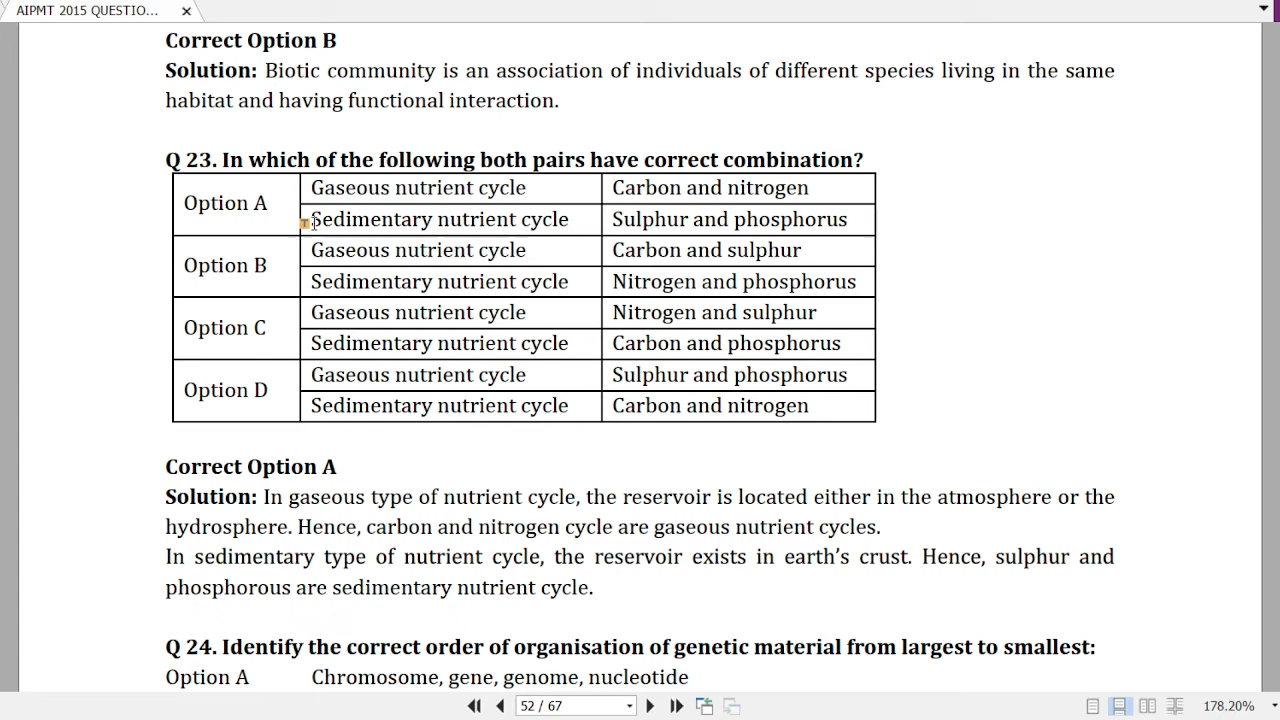 AIPMT 2015 QUESTIO...
Correct Option B
Solution: Biotic community is an association of individuals of different species living in the same
habitat and having functional interaction.
Q 23. In which of the following both pairs have correct combination?
Option A
Gaseous nutrient cycle Carbon and nitrogen
Sedimentary nutrient cycle Sulphur and phosphorus
Option B
Gaseous nutrient cycle Carbon and sulphur
Sedimentary nutrient cycle Nitrogen and phosphorus
Option C
Gaseous nutrient cycle Nitrogen and sulphur
Sedimentary nutrient cycle Carbon and phosphorus
Option D
Gaseous nutrient cycle Sulphur and phosphorus
Sedimentary nutrient cycle Carbon and nitrogen
Correct Option A
Solution: In gaseous type of nutrient cycle, the reservoir is located either in the atmosphere or the
hydrosphere. Hence, carbon and nitrogen cycle are gaseous nutrient cycles.
In sedimentary type of nutrient cycle, the reservoir exists in earth’s crust. Hence, sulphur and
phosphorous are sedimentary nutrient cycle.
Q 24. Identify the correct order of organisation of genetic material from largest to smallest:
Option A Chromosome, gene, genome, nucleotide
52 / 67
178.20%